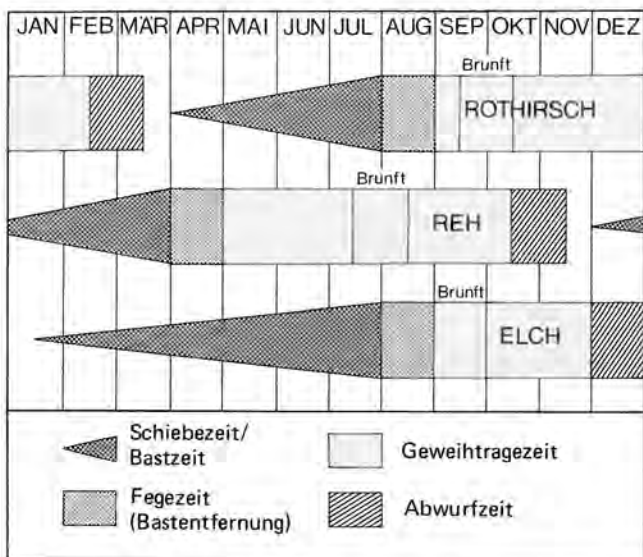 JAN FEB MÄR APR MAI JUN JUL AUG SEP OKT NOV DEZ
Brunft
ROTHIRSCH
Brunft
REH
Brunft
ELCH
Schiebezeit/
Bastzeit
Geweihtragezeit
Fegezeit
(Bastentfernung)
Abwurfzeit